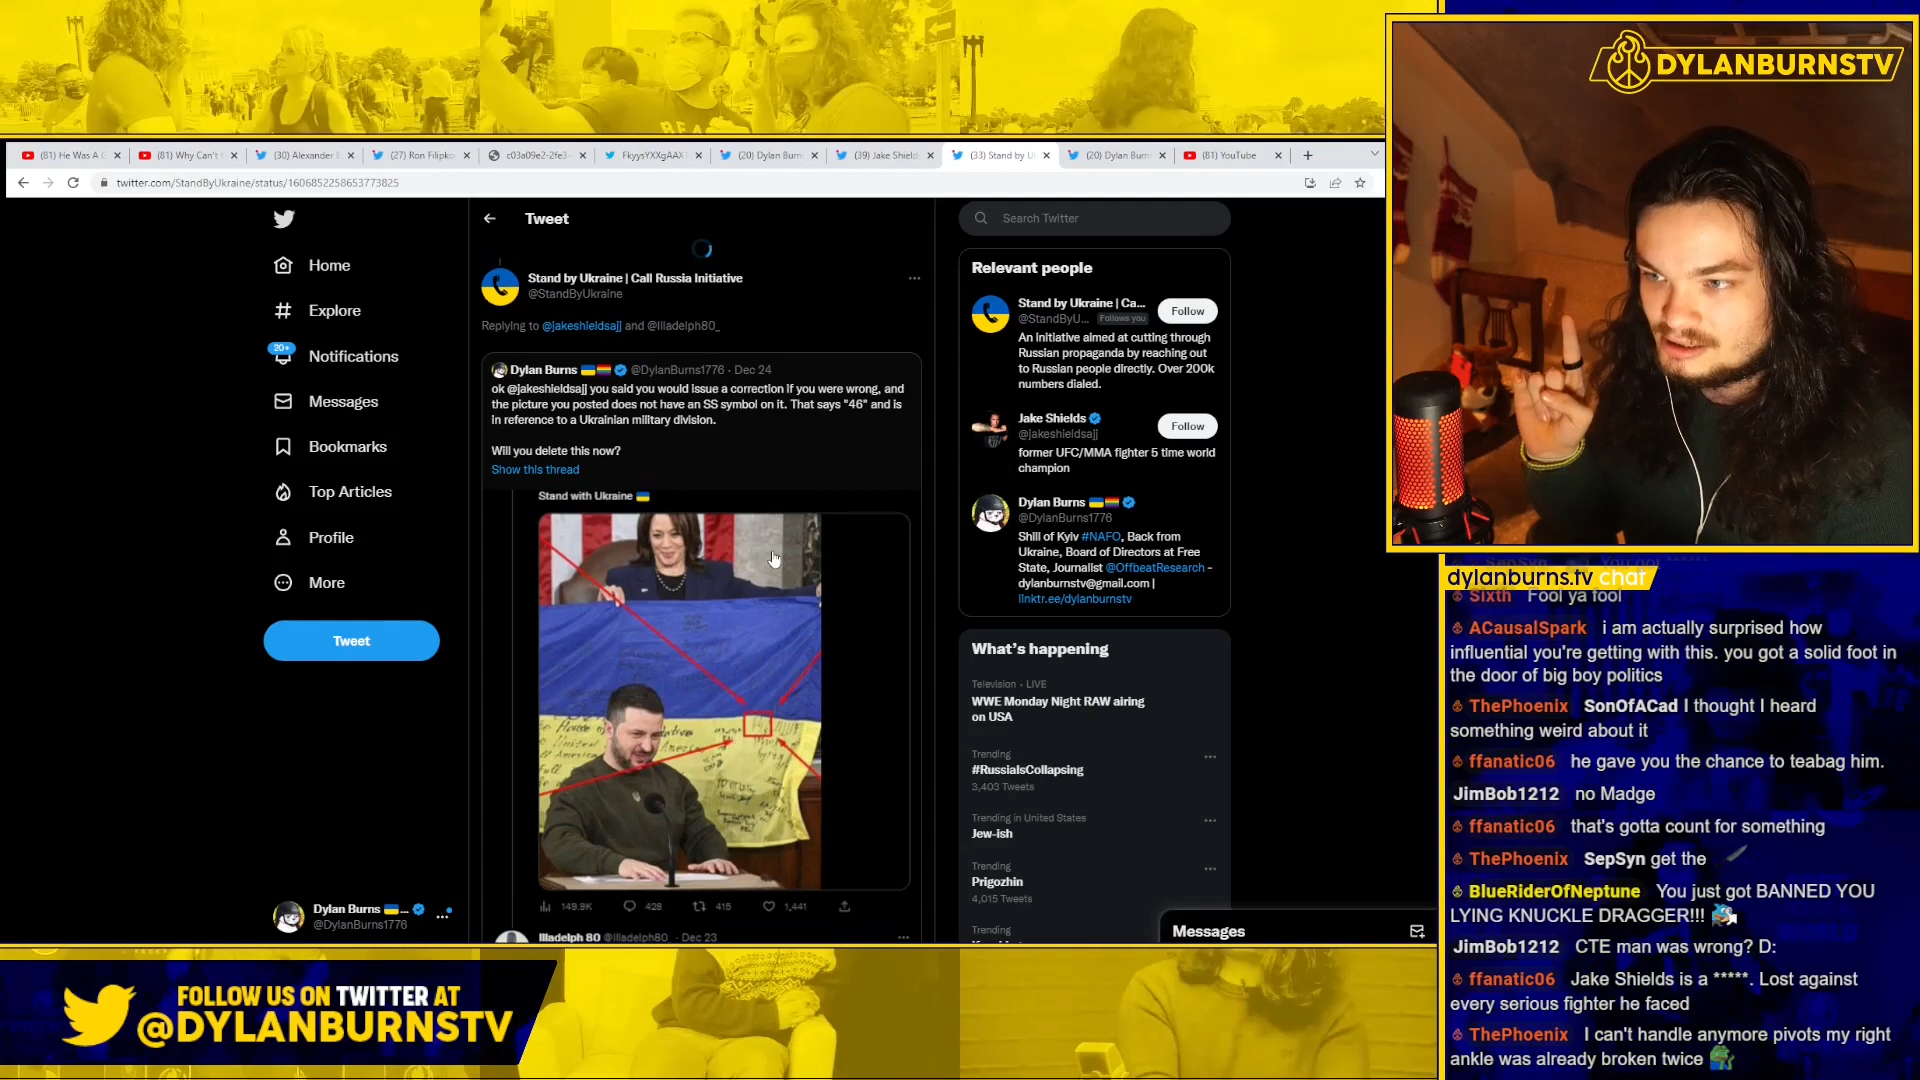 DYLANBURNSTV
(81) He Was A G
(81) Why Can't
(30) Alexander
(27) Ron Filipko
c03a09e2-2fe3-
FkyysYXXgAAX
(20) Dylan Burn
(39) Jake Shield
(33) Stand by U
(20) Dylan Burn
(81) YouTube
twitter.com/StandByUkraine/status/1606852258653773825
Home
Explore
20+
Notifications
Messages
Bookmarks
Top Articles
Profile
More
Tweet
Dylan Burns
@DylanBurns1776
Tweet
Stand by Ukraine | Call Russia Initiative
@StandByUkraine
Replying to @jakeshieldsajj and @Illadelph80_
Dylan Burns @DylanBurns1776 · Dec 24
ok @jakeshieldsajj you said you would issue a correction if you were wrong, and
the picture you posted does not have an SS symbol on it. That says "46" and is
in reference to a Ukrainian military division.
Will you delete this now?
Show this thread
Stand with Ukraine
149.9K 428 415 1,441
Illadelph 80 @Illadelph80_ · Dec 23
Search Twitter
Relevant people
Stand by Ukraine | Ca...
@StandByU... Follows you
Follow
An initiative aimed at cutting through
Russian propaganda by reaching out
to Russian people directly. Over 200k
numbers dialed.
Jake Shields
@jakeshieldsajj
Follow
former UFC/MMA fighter 5 time world
champion
Dylan Burns
@DylanBurns1776
Shill of Kyiv #NAFO, Back from
Ukraine, Board of Directors at Free
State, Journalist @OffbeatResearch -
dylanburnstv@gmail.com |
linktr.ee/dylanburnstv
What's happening
Television · LIVE
WWE Monday Night RAW airing
on USA
Trending
#RussiaIsCollapsing
3,403 Tweets
Trending in United States
Jew-ish
Trending
Prigozhin
4,015 Tweets
Messages
dylanburns.tv chat
Sixth Fool ya fool
ACausalSpark i am actually surprised how
influential you're getting with this. you got a solid foot in
the door of big boy politics
ThePhoenix SonOfACad I thought I heard
something weird about it
ffanatic06 he gave you the chance to teabag him.
JimBob1212 no Madge
ffanatic06 that's gotta count for something
ThePhoenix SepSyn get the
BlueRiderOfNeptune You just got BANNED YOU
LYING KNUCKLE DRAGGER!!!
JimBob1212 CTE man was wrong? D:
ffanatic06 Jake Shields is a *****. Lost against
every serious fighter he faced
ThePhoenix I can't handle anymore pivots my right
ankle was already broken twice
FOLLOW US ON TWITTER AT
@DYLANBURNSTV